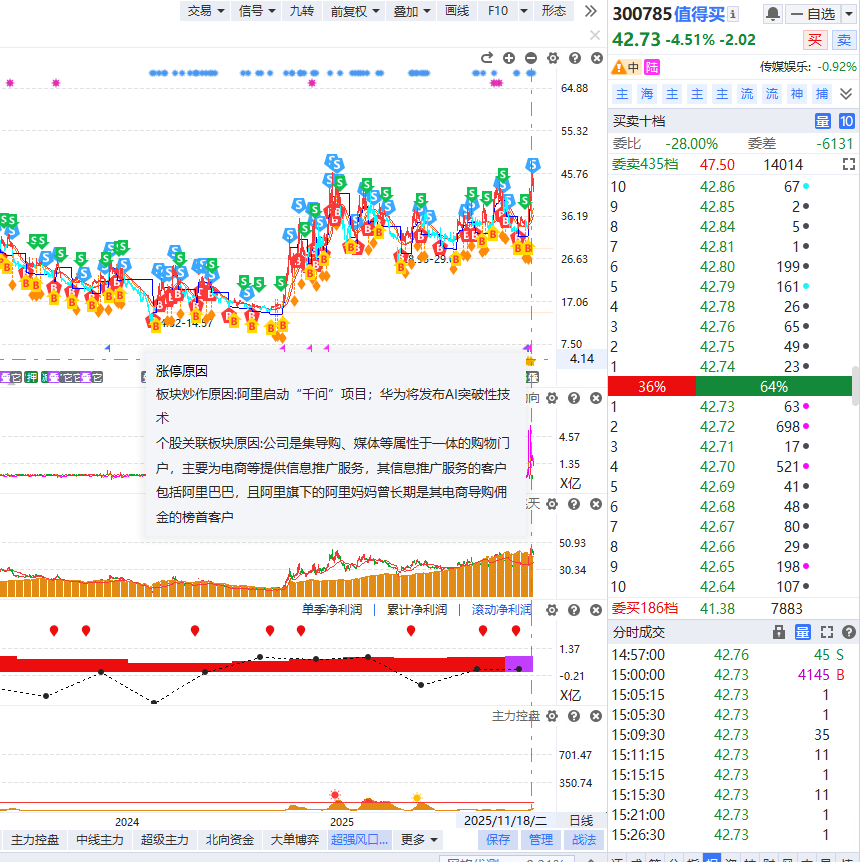 交易 信号 九转 前复权 叠加 画线 F10 形态
300785 值得买
自选
42.73 -4.51% -2.02
买 卖
中 陆
传媒娱乐: -0.92%
主 海 主 主 主 流 流 神 捕
买卖十档
量 10
委比 -28.00% 委差 -6131
委卖435档 47.50 14014
10 42.86 67
9 42.85 2
8 42.84 5
7 42.81 1
6 42.80 199
5 42.79 161
4 42.78 26
3 42.76 65
2 42.75 49
1 42.74 23
36% 64%
1 42.73 63
2 42.72 698
3 42.71 17
4 42.70 521
5 42.69 41
6 42.68 48
7 42.67 80
8 42.66 29
9 42.65 198
10 42.64 107
委买186档 41.38 7883
分时成交
量
14:57:00 42.76 45 S
15:00:00 42.73 4145 B
15:05:15 42.73 1
15:05:30 42.73 1
15:09:30 42.73 35
15:11:15 42.73 11
15:15:15 42.73 1
15:15:30 42.73 11
15:21:00 42.73 1
15:26:30 42.73 1
64.88
55.32
45.76
36.19
26.63
17.06
7.50
4.14
涨停原因
板块炒作原因:阿里启动“千问”项目；华为将发布AI突破性技
术
个股关联板块原因:公司是集导购、媒体等属性于一体的购物门
户，主要为电商等提供信息推广服务，其信息推广服务的客户
包括阿里巴巴，且阿里旗下的阿里妈妈曾长期是其电商导购佣
金的榜首客户
向
4.57
1.35
X亿
天
50.93
30.34
单季净利润 | 累计净利润 | 滚动净利润
1.37
-0.21
X亿
主力控盘
701.47
350.74
2024 2025 2025/11/18/二 日线
主力控盘 中线主力 超级主力 北向资金 大单博弈 超强风口... 更多 保存 管理 战法